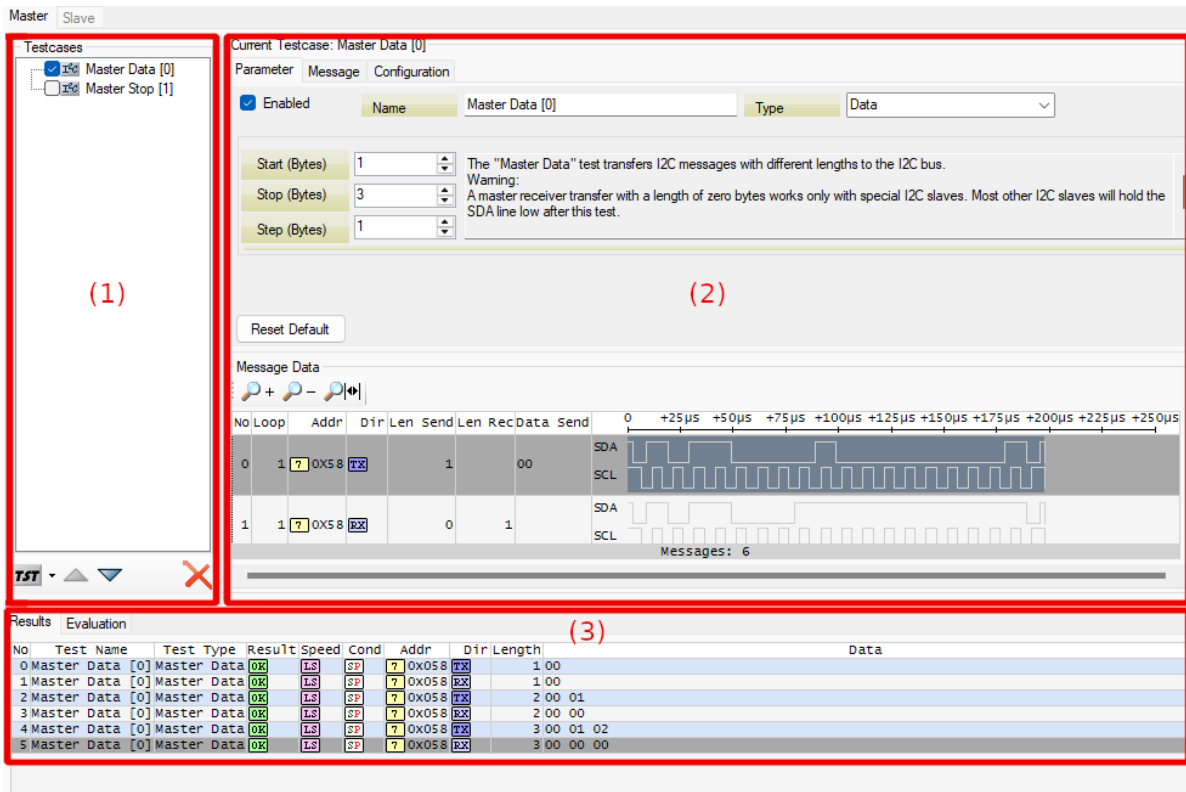 Master Slave
Testcases
I²C Master Data [0]
I²C Master Stop [1]
(1)
TST
Current Testcase: Master Data [0]
Parameter Message Configuration
Enabled Name Master Data [0] Type Data
Start (Bytes) 1
Stop (Bytes) 3
Step (Bytes) 1
The "Master Data" test transfers I2C messages with different lengths to the I2C bus.
Warning:
A master receiver transfer with a length of zero bytes works only with special I2C slaves. Most other I2C slaves will hold the
SDA line low after this test.
(2)
Reset Default
Message Data
No Loop Addr Dir Len Send Len Rec Data Send 0 +25µs +50µs +75µs +100µs +125µs +150µs +175µs +200µs +225µs +250µs
0 1 7 0X58 TX 1 00 SDA
SCL
1 1 7 0X58 RX 0 1 SDA
SCL
Messages: 6
Results Evaluation
(3)
No Test Name Test Type Result Speed Cond Addr Dir Length Data
0 Master Data [0] Master Data OK LS SP 7 0x058 TX 1 00
1 Master Data [0] Master Data OK LS SP 7 0x058 RX 1 00
2 Master Data [0] Master Data OK LS SP 7 0x058 TX 2 00 01
3 Master Data [0] Master Data OK LS SP 7 0x058 RX 2 00 00
4 Master Data [0] Master Data OK LS SP 7 0x058 TX 3 00 01 02
5 Master Data [0] Master Data OK LS SP 7 0x058 RX 3 00 00 00